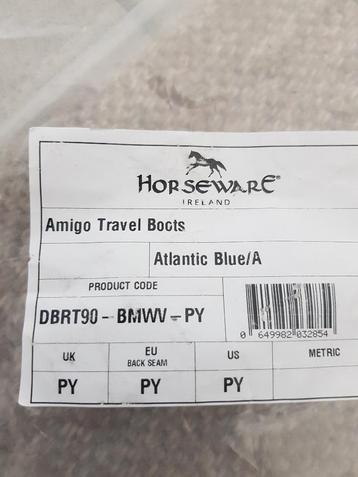 HORSEWARE®
IRELAND
Amigo Travel Boots
Atlantic Blue/A
PRODUCT CODE
DBRT90-BMWV-PY
0 649982 032854
UK EU BACK SEAM US METRIC
PY PY PY